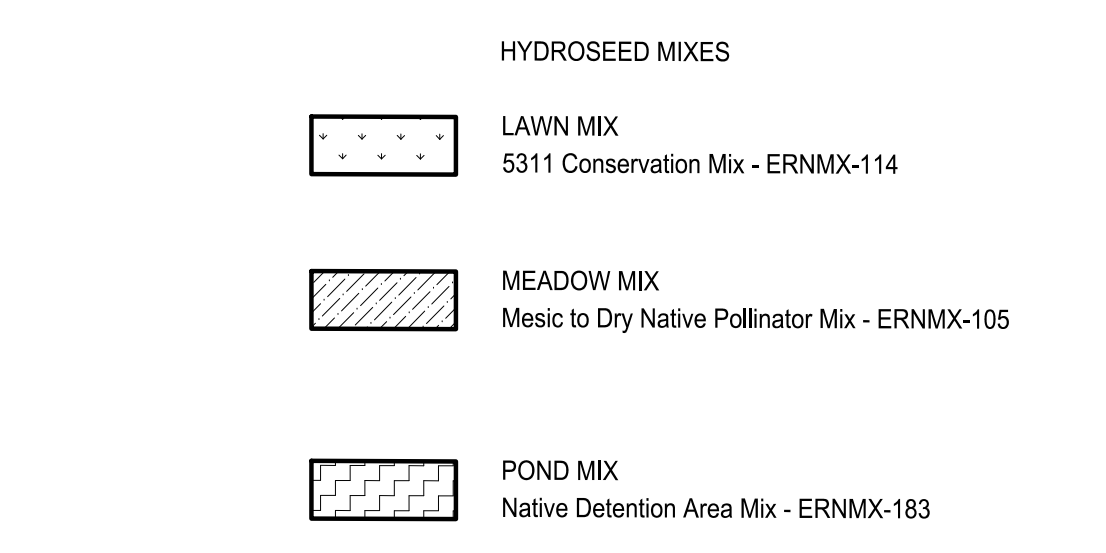 HYDROSEED MIXES
LAWN MIX
5311 Conservation Mix - ERNMX-114
MEADOW MIX
Mesic to Dry Native Pollinator Mix - ERNMX-105
POND MIX
Native Detention Area Mix - ERNMX-183